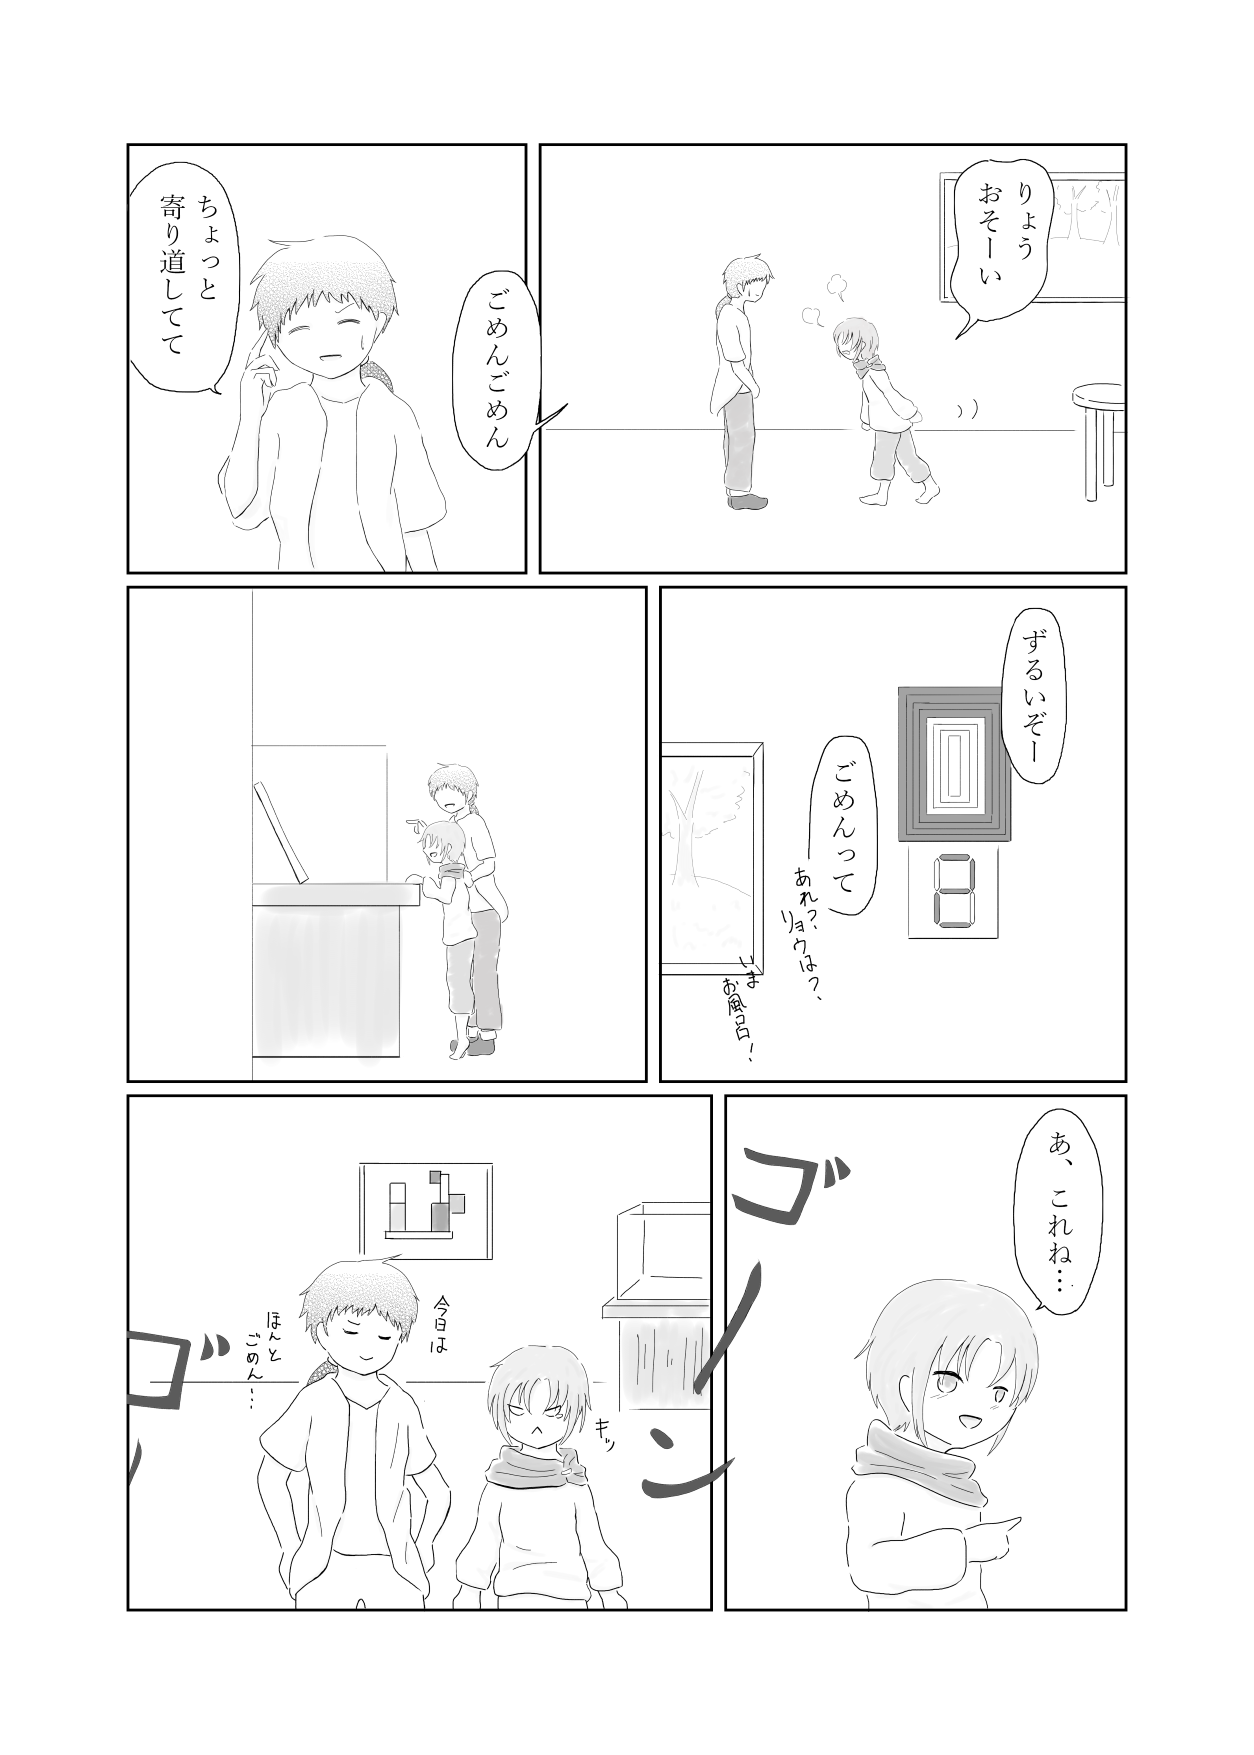 りょう
おそーい
ごめんごめん
ちょっと
寄り道してて
ずるいぞー
ごめんって
あれ？、
リョウは？、
いま
お風呂！
あ、これね…
ゴーン
今日は
ほんと
ごめん…
キッ
ゴ